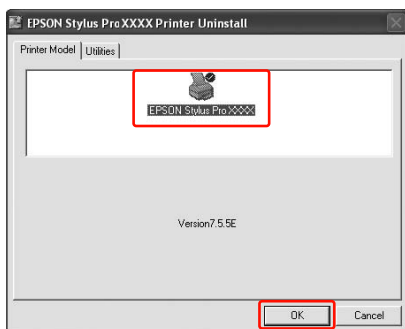 EPSON Stylus Pro XXXX Printer Uninstall
Printer Model Utilities
EPSON Stylus Pro XXXX
Version7.5.5E
OK Cancel